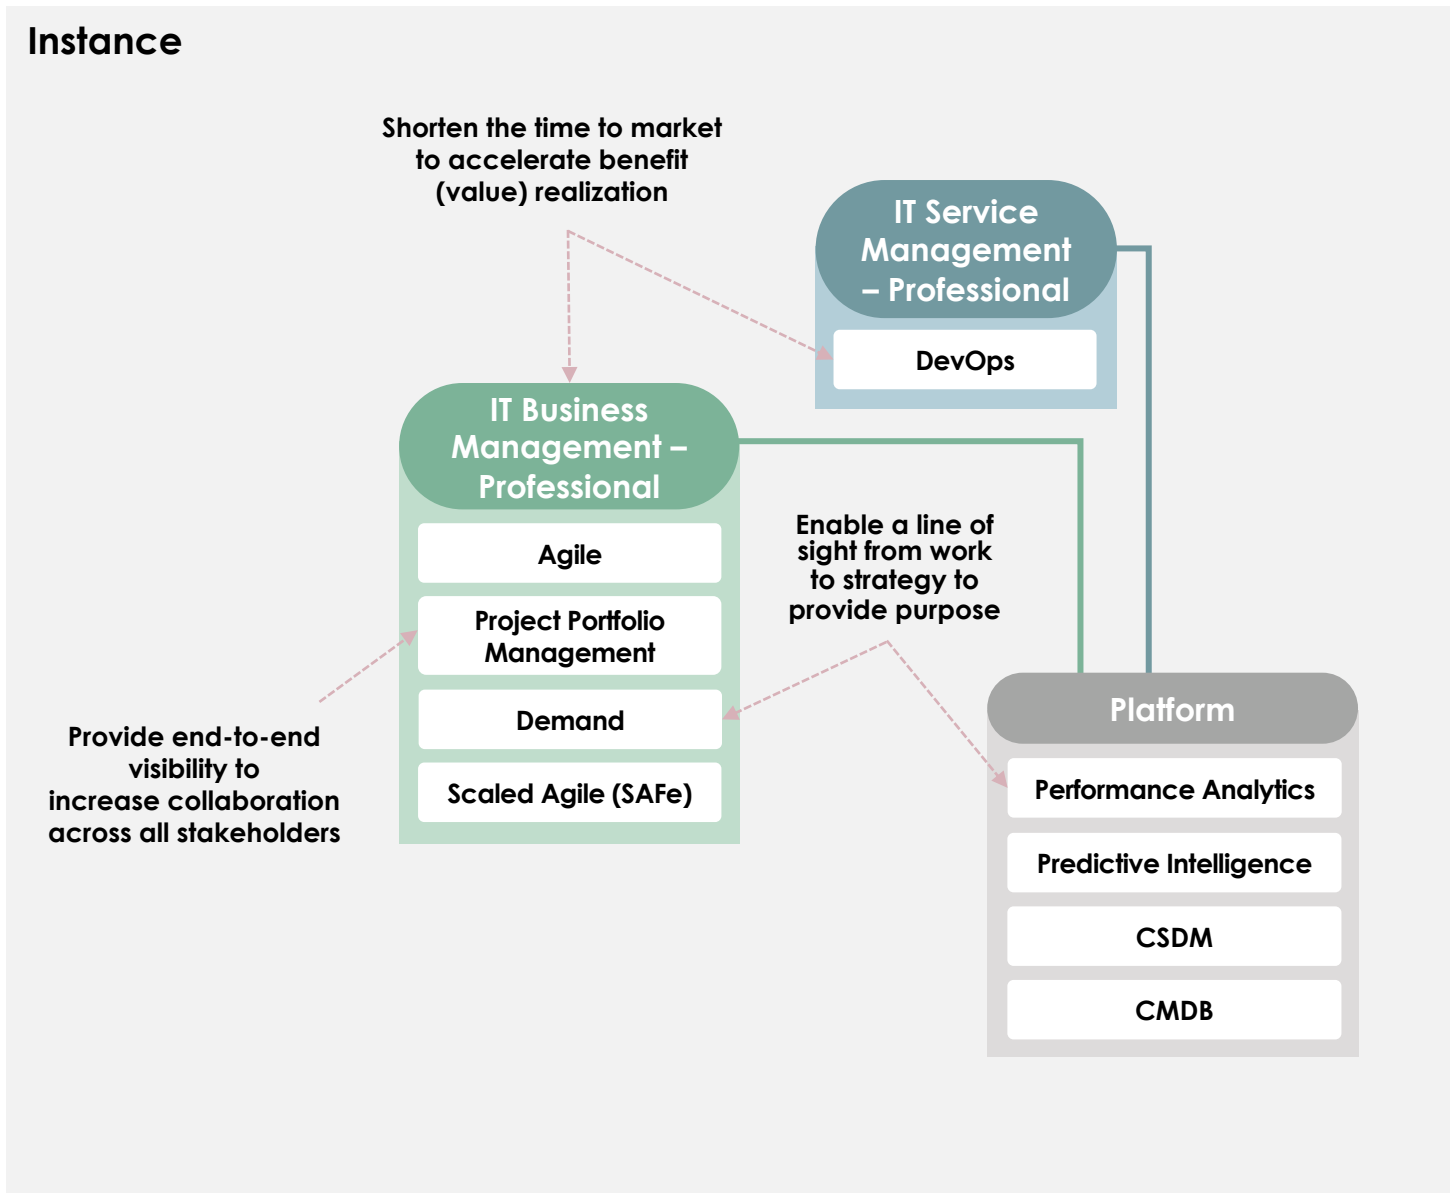 Instance
Shorten the time to market
to accelerate benefit
(value) realization
IT Service
Management
– Professional
DevOps
IT Business
Management –
Professional
Agile
Project Portfolio
Management
Demand
Scaled Agile (SAFe)
Enable a line of
sight from work
to strategy to
provide purpose
Provide end-to-end
visibility to
increase collaboration
across all stakeholders
Platform
Performance Analytics
Predictive Intelligence
CSDM
CMDB